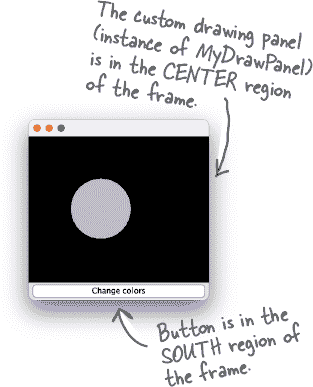 The custom drawing panel
(instance of MyDrawPanel)
is in the CENTER region
of the frame.
Change colors
Button is in the
SOUTH region of
the frame.